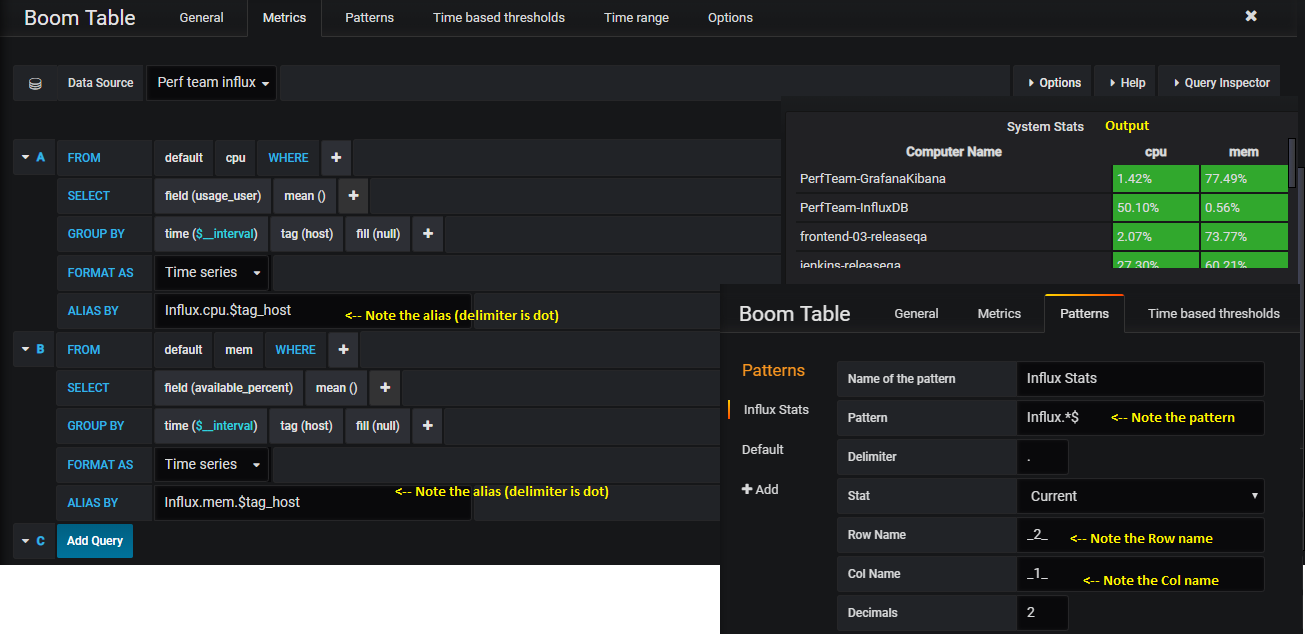 Boom Table General Metrics Patterns Time based thresholds Time range Options ✖
Data Source Perf team influx Options Help Query Inspector
A FROM default cpu WHERE +
SELECT field (usage_user) mean () +
GROUP BY time ($__interval) tag (host) fill (null) +
FORMAT AS Time series
ALIAS BY Influx.cpu.$tag_host <-- Note the alias (delimiter is dot)
B FROM default mem WHERE +
SELECT field (available_percent) mean () +
GROUP BY time ($__interval) tag (host) fill (null) +
FORMAT AS Time series
ALIAS BY Influx.mem.$tag_host <-- Note the alias (delimiter is dot)
C Add Query
System Stats Output
Computer Name cpu mem
PerfTeam-GrafanaKibana 1.42% 77.49%
PerfTeam-InfluxDB 50.10% 0.56%
frontend-03-releaseqa 2.07% 73.77%
jenkins-releaseqa 27.30% 60.21%
Boom Table General Metrics Patterns Time based thresholds
Patterns
Influx Stats
Default
+ Add
Name of the pattern Influx Stats
Pattern Influx.*$ <-- Note the pattern
Delimiter .
Stat Current
Row Name _2_ <-- Note the Row name
Col Name _1_ <-- Note the Col name
Decimals 2